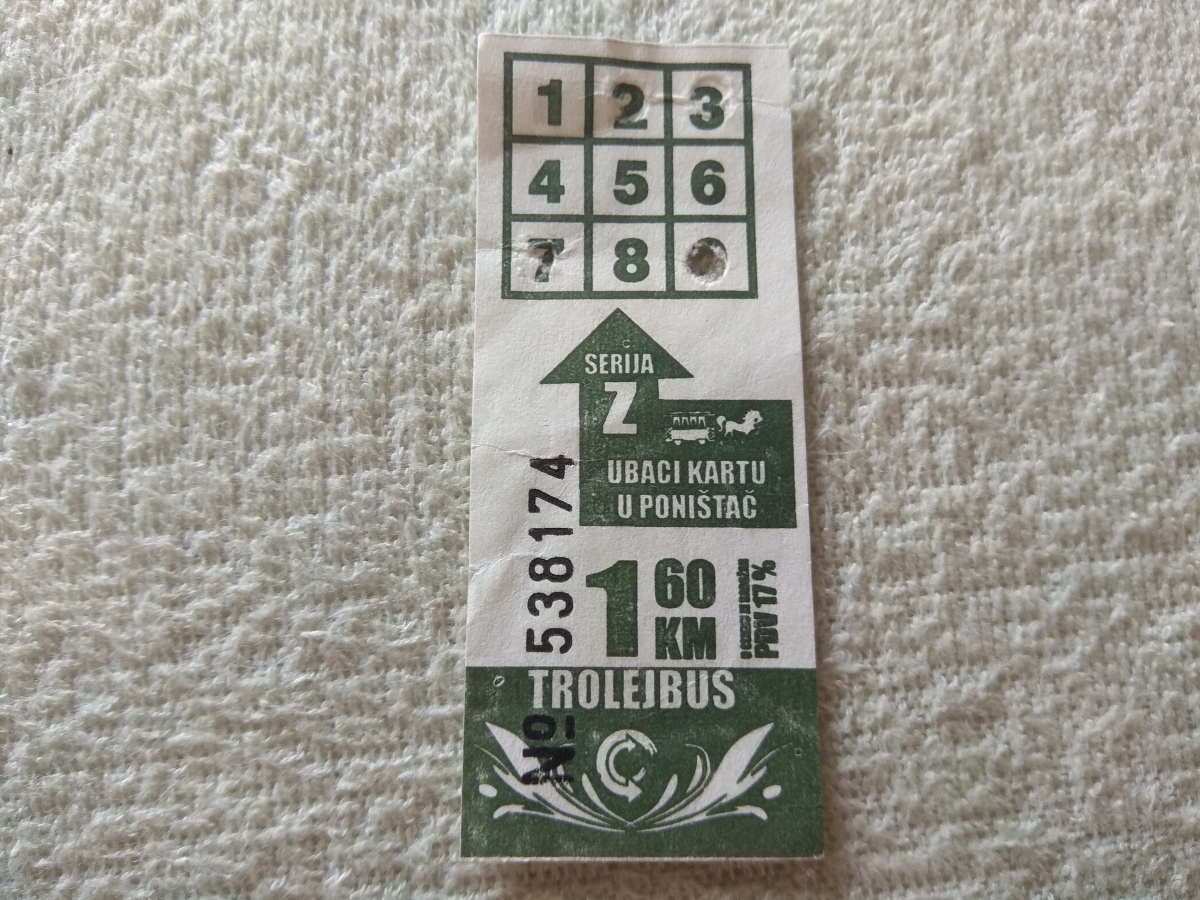 1 2 3
4 5 6
7 8
SERIJA
Z
UBACI KARTU
U PONIŠTAČ
1 60
KM
PDV 17 %
TROLEJBUS
No 538174